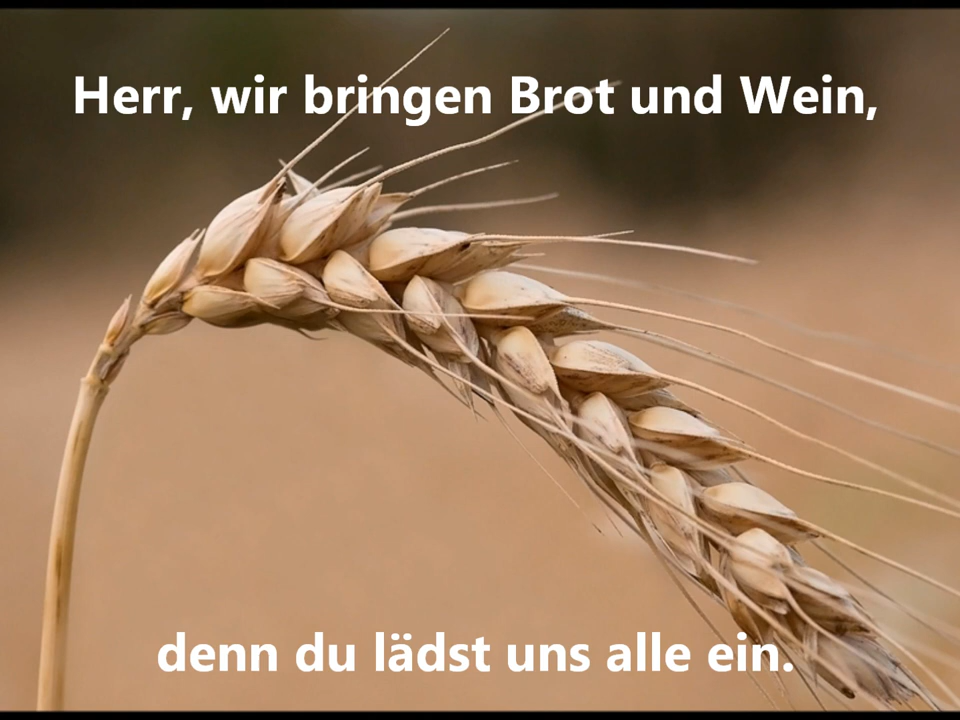 Herr, wir bringen Brot und Wein,
denn du lädst uns alle ein.